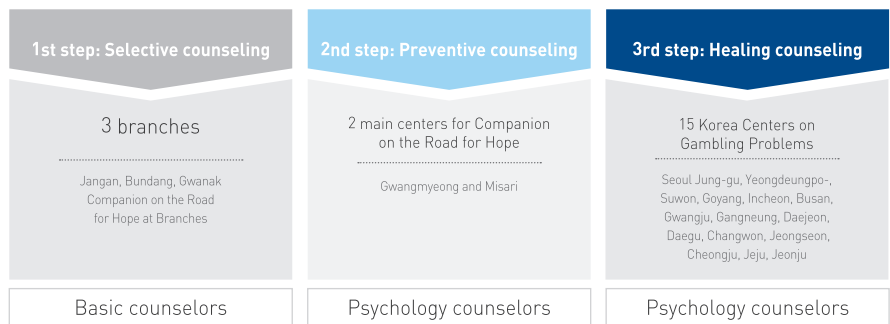 1st step: Selective counseling
3 branches
Jangan, Bundang, Gwanak
Companion on the Road
for Hope at Branches
Basic counselors
2nd step: Preventive counseling
2 main centers for Companion
on the Road for Hope
Gwangmyeong and Misari
Psychology counselors
3rd step: Healing counseling
15 Korea Centers on
Gambling Problems
Seoul Jung-gu, Yeongdeungpo-,
Suwon, Goyang, Incheon, Busan,
Gwangju, Gangneung, Daejeon,
Daegu, Changwon, Jeongseon,
Cheongju, Jeju, Jeonju
Psychology counselors